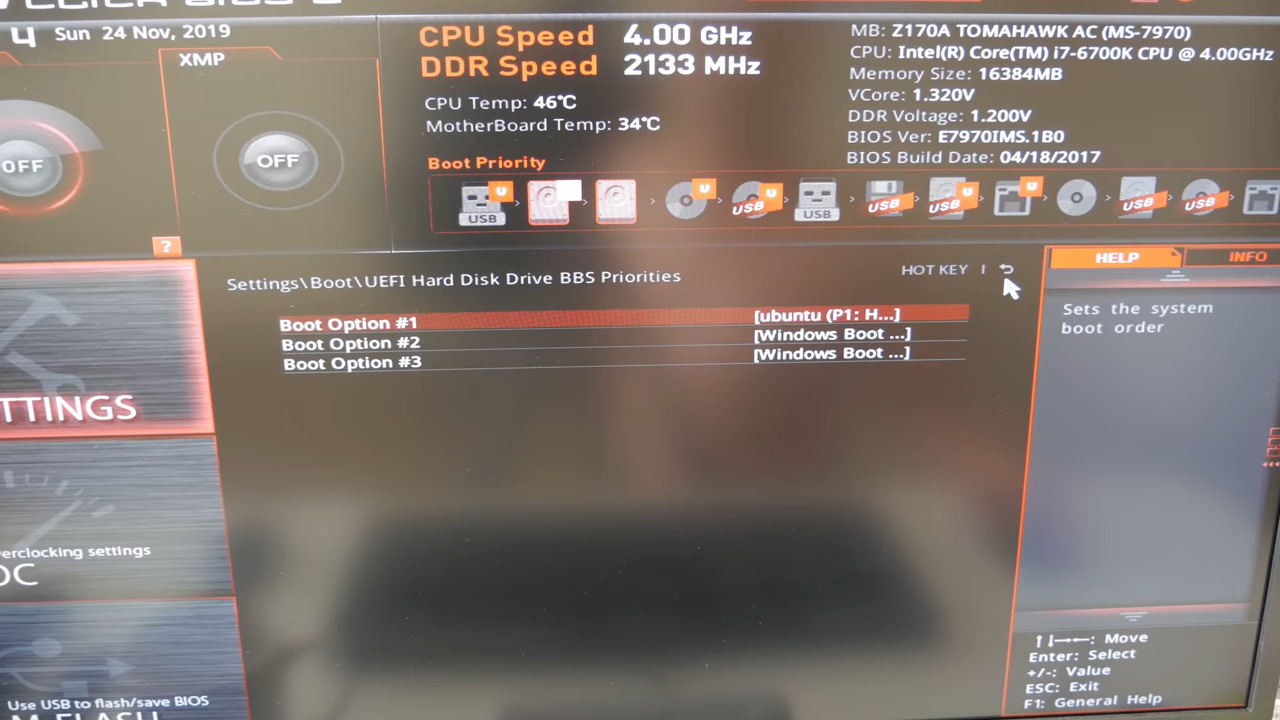 Sun 24 Nov, 2019
XMP
OFF
OFF
?
CPU Speed 4.00 GHz
DDR Speed 2133 MHz
CPU Temp: 46°C
MotherBoard Temp: 34°C
MB: Z170A TOMAHAWK AC (MS-7970)
CPU: Intel(R) Core(TM) i7-6700K CPU @ 4.00GHz
Memory Size: 16384MB
VCore: 1.320V
DDR Voltage: 1.200V
BIOS Ver: E7970IMS.1B0
BIOS Build Date: 04/18/2017
Boot Priority
U U U U U
USB USB USB USB USB USB USB
Settings\Boot\UEFI Hard Disk Drive BBS Priorities
HOT KEY |
Boot Option #1 [ubuntu (P1: H...]
Boot Option #2 [Windows Boot ...]
Boot Option #3 [Windows Boot ...]
HELP
INFO
Sets the system
boot order
TTINGS
verclocking settings
OC
Use USB to flash/save BIOS
M-FLASH
↑↓→←: Move
Enter: Select
+/-: Value
ESC: Exit
F1: General Help